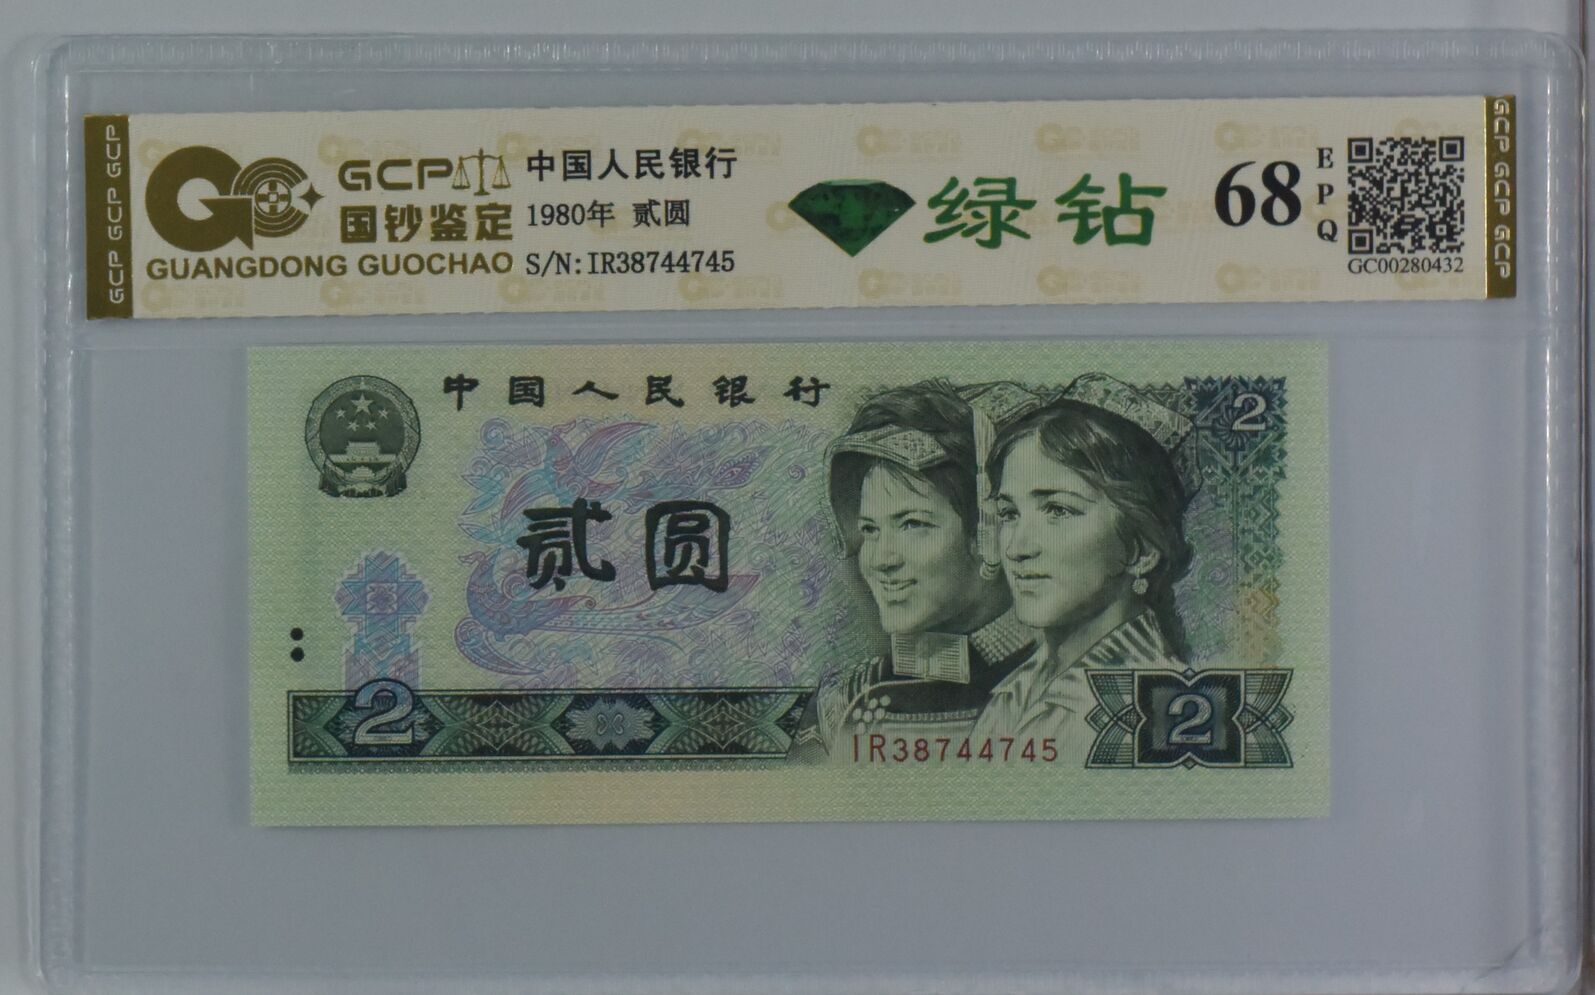 GCP GCP GCP
GCP
国钞鉴定
GUANGDONG GUOCHAO
中国人民银行
1980年 贰圆
S/N:IR38744745
绿钻
68
EPQ
GC00280432
GCP GCP GCP
中国人民银行
2
贰圆
2
IR38744745
2